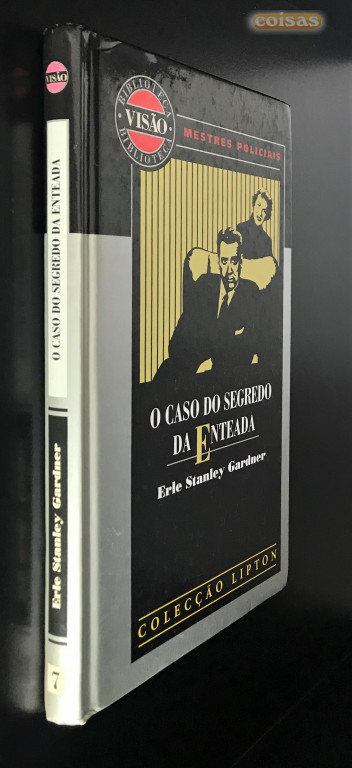 coisas
VISÃO
O CASO DO SEGREDO DA ENTEADA
Erle Stanley Gardner
7
BIBLIOTECA
VISÃO
BIBLIOTECA
MESTRES POLICIAIS
O CASO DO SEGREDO
DA ENTEADA
Erle Stanley Gardner
COLECÇÃO LIPTON